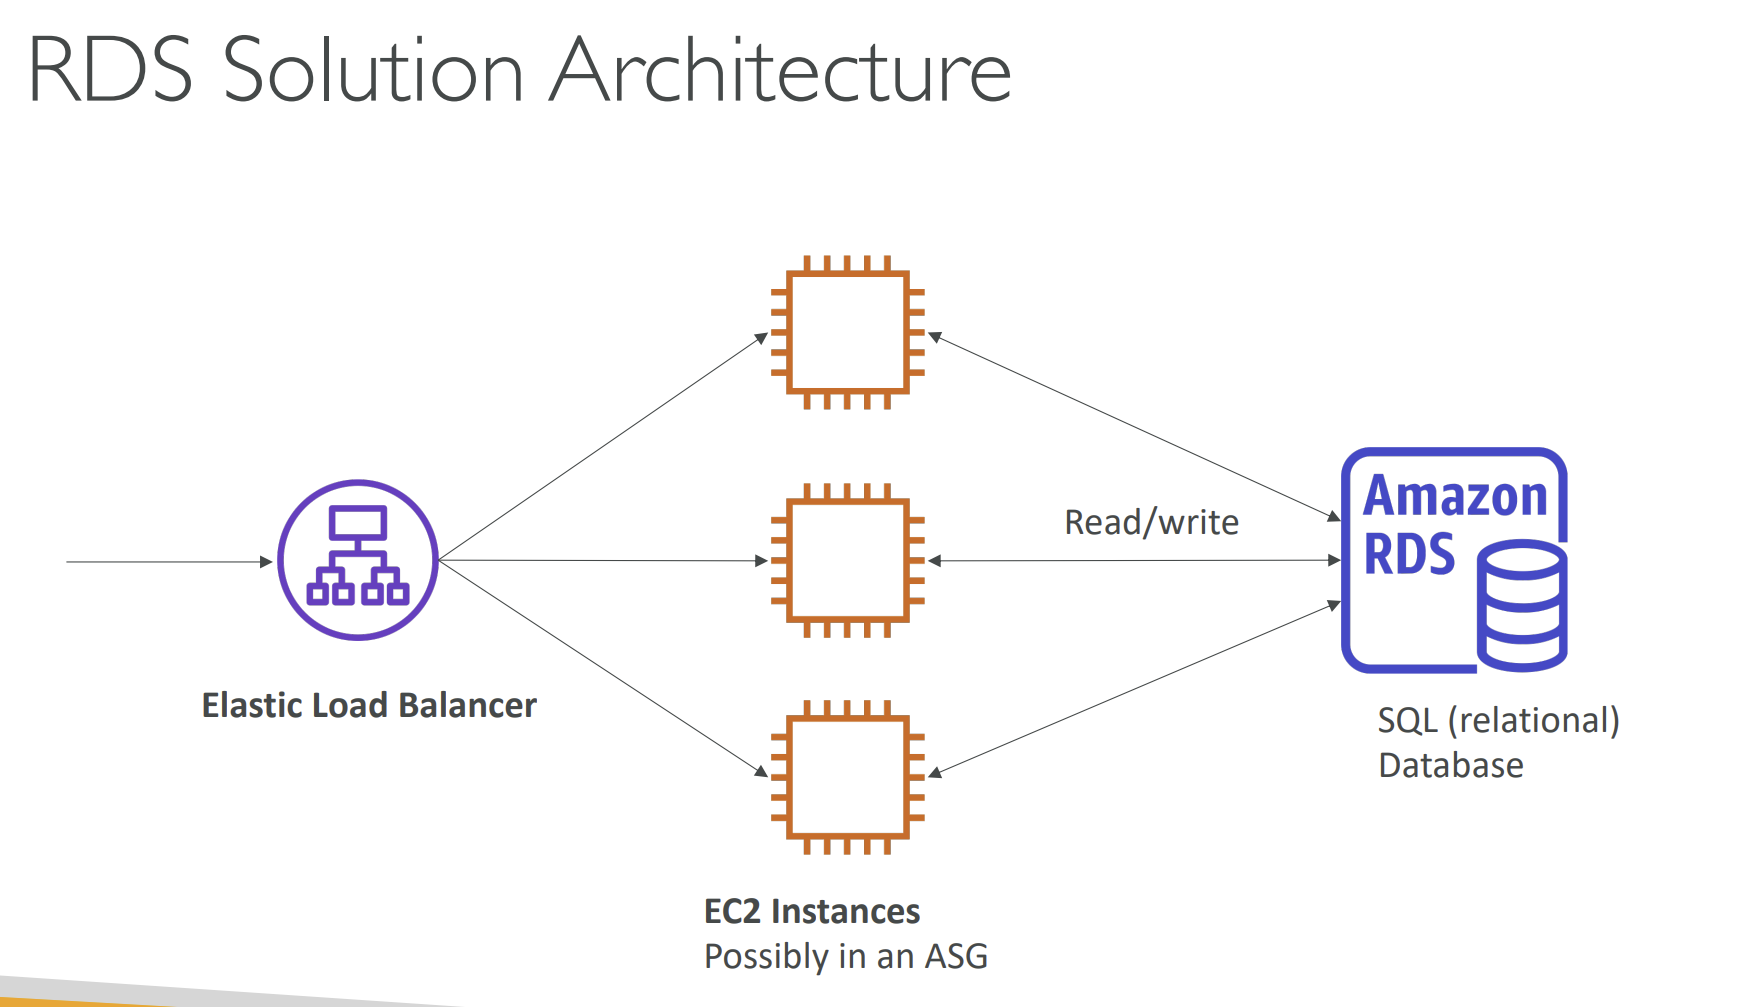 RDS Solution Architecture
Amazon
RDS
Read/write
Elastic Load Balancer
SQL (relational)
Database
EC2 Instances
Possibly in an ASG